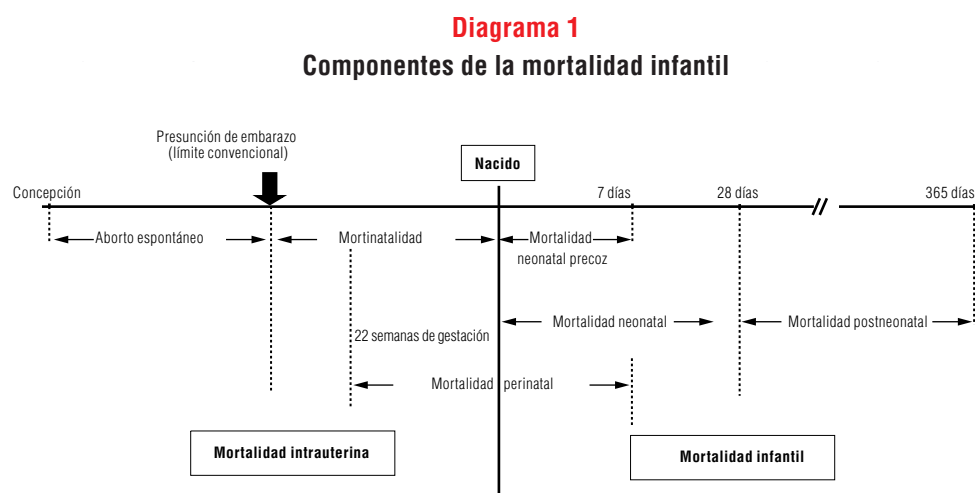 Diagrama 1
Componentes de la mortalidad infantil
Presunción de embarazo
(límite convencional)
Nacido
Concepción
7 días
28 días
365 días
Aborto espontáneo
Mortinatalidad
Mortalidad
neonatal precoz
22 semanas de gestación
Mortalidad neonatal
Mortalidad postneonatal
Mortalidad perinatal
Mortalidad intrauterina
Mortalidad infantil